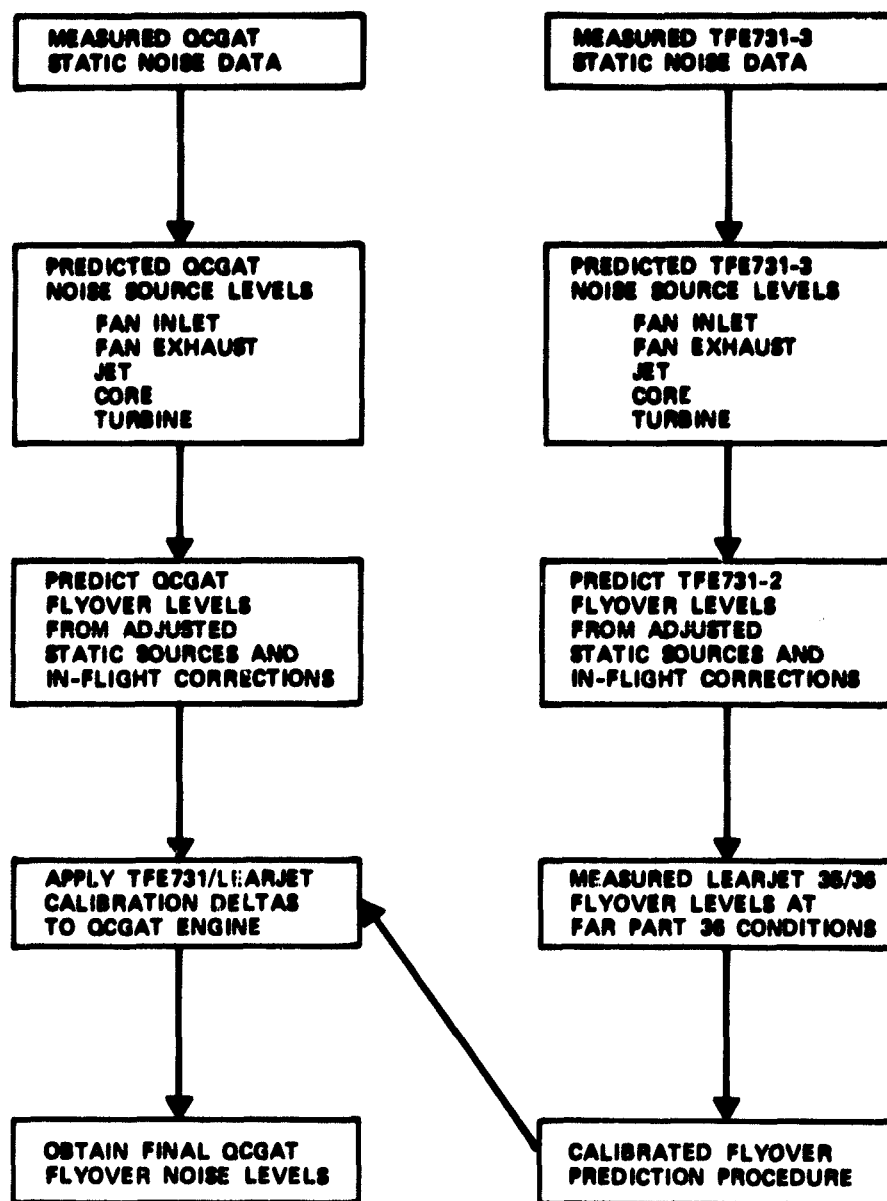 MEASURED QCGAT
STATIC NOISE DATA
PREDICTED QCGAT
NOISE SOURCE LEVELS
FAN INLET
FAN EXHAUST
JET
CORE
TURBINE
PREDICT QCGAT
FLYOVER LEVELS
FROM ADJUSTED
STATIC SOURCES AND
IN-FLIGHT CORRECTIONS
APPLY TFE731/LEARJET
CALIBRATION DELTAS
TO QCGAT ENGINE
OBTAIN FINAL QCGAT
FLYOVER NOISE LEVELS
MEASURED TFE731-3
STATIC NOISE DATA
PREDICTED TFE731-3
NOISE SOURCE LEVELS
FAN INLET
FAN EXHAUST
JET
CORE
TURBINE
PREDICT TFE731-2
FLYOVER LEVELS
FROM ADJUSTED
STATIC SOURCES AND
IN-FLIGHT CORRECTIONS
MEASURED LEARJET 35/36
FLYOVER LEVELS AT
FAR PART 36 CONDITIONS
CALIBRATED FLYOVER
PREDICTION PROCEDURE